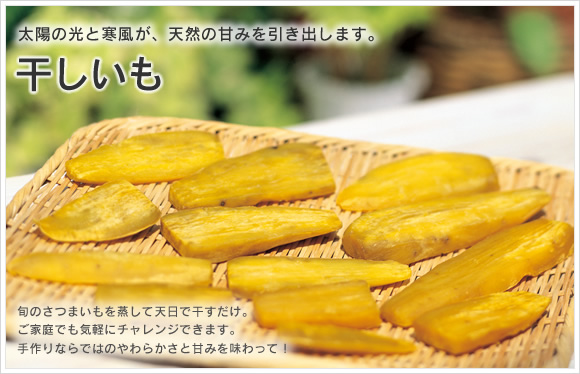 太陽の光と寒風が、天然の甘みを引き出します。
干しいも
旬のさつまいもを蒸して天日で干すだけ。
ご家庭でも気軽にチャレンジできます。
手作りならではのやわらかさと甘みを味わって！